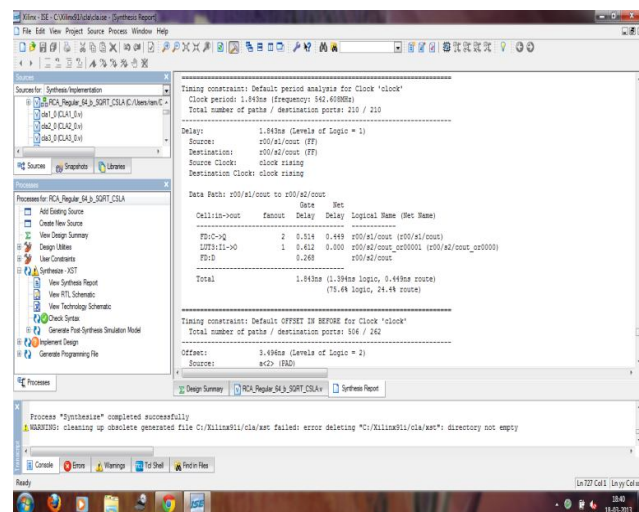 Xilinx - ISE - C:\Xilinx91i\cla\cla.ise - [Synthesis Report]
File Edit View Project Source Process Window Help
Sources
Sources for: Synthesis/Implementation
RCA_Regular_64_b_SQRT_CSLA (C:/Users/ram/C
cla1_0 (CLA1_0.v)
cla2_0 (CLA2_0.v)
cla3_0 (CLA3_0.v)
Sources Snapshots Libraries
Processes
Processes for: RCA_Regular_64_b_SQRT_CSLA
Add Existing Source
Create New Source
View Design Summary
Design Utilities
User Constraints
Synthesize - XST
View Synthesis Report
View RTL Schematic
View Technology Schematic
Check Syntax
Generate Post-Synthesis Simulation Model
Implement Design
Generate Programming File
Processes
Timing constraint: Default period analysis for Clock 'clock'
Clock period: 1.843ns (frequency: 542.608MHz)
Total number of paths / destination ports: 210 / 210
Delay: 1.843ns (Levels of Logic = 1)
Source: r00/s1/cout (FF)
Destination: r00/s2/cout (FF)
Source Clock: clock rising
Destination Clock: clock rising
Data Path: r00/s1/cout to r00/s2/cout
Gate Net
Cell:in->out fanout Delay Delay Logical Name (Net Name)
FD:C->Q 2 0.514 0.449 r00/s1/cout (r00/s1/cout)
LUT3:I1->O 1 0.612 0.000 r00/s2/cout_or00001 (r00/s2/cout_or0000)
FD:D 0.268 r00/s2/cout
Total 1.843ns (1.394ns logic, 0.449ns route)
(75.6% logic, 24.4% route)
Timing constraint: Default OFFSET IN BEFORE for Clock 'clock'
Total number of paths / destination ports: 506 / 262
Offset: 3.496ns (Levels of Logic = 2)
Source: a<2> (PAD)
Design Summary RCA_Regular_64_b_SQRT_CSLA.v Synthesis Report
Process "Synthesize" completed successfully
WARNING: cleaning up obsolete generated file C:/Xilinx91i/cla/xst failed: error deleting "C:/Xilinx91i/cla/xst": directory not empty
Console Errors Warnings Tcl Shell Find in Files
Ready
Ln 727 Col 1
18:40
18-03-2013